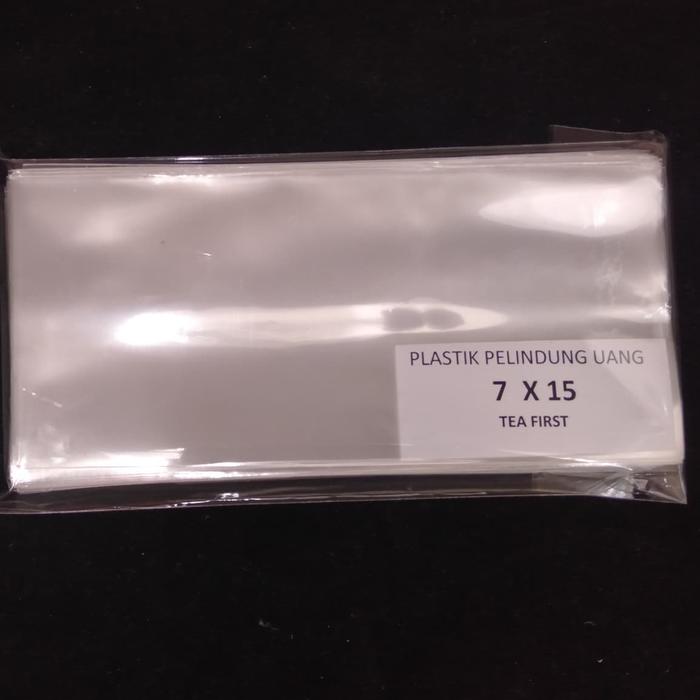 PLASTIK PELINDUNG UANG
7 X 15
TEA FIRST